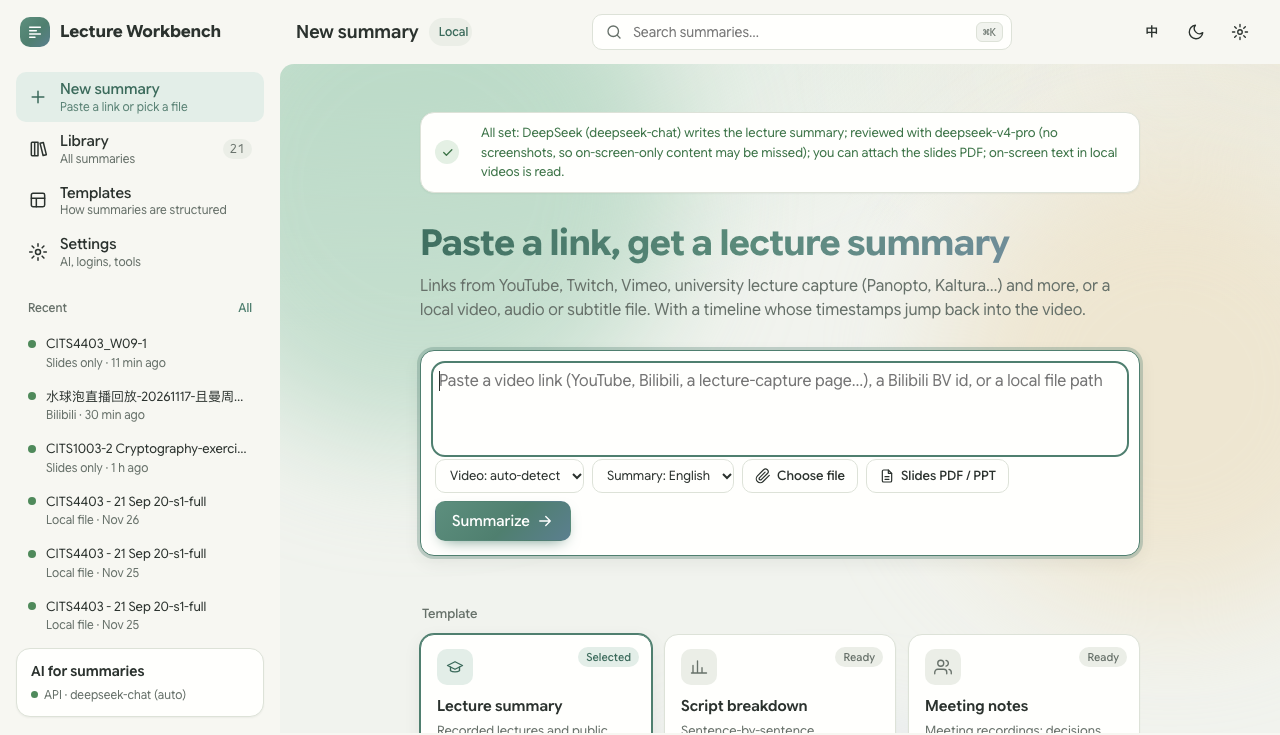 Lecture Workbench
New summary
Local
Search summaries...
⌘K
中
New summary
Paste a link or pick a file
Library
All summaries
21
Templates
How summaries are structured
Settings
AI, logins, tools
Recent
All
CITS4403_W09-1
Slides only · 11 min ago
水球泡直播回放-20261117-且曼周...
Bilibili · 30 min ago
CITS1003-2 Cryptography-exerci...
Slides only · 1 h ago
CITS4403 - 21 Sep 20-s1-full
Local file · Nov 26
CITS4403 - 21 Sep 20-s1-full
Local file · Nov 25
CITS4403 - 21 Sep 20-s1-full
Local file · Nov 25
AI for summaries
API · deepseek-chat (auto)
All set: DeepSeek (deepseek-chat) writes the lecture summary; reviewed with deepseek-v4-pro (no
screenshots, so on-screen-only content may be missed); you can attach the slides PDF; on-screen text in local
videos is read.
Paste a link, get a lecture summary
Links from YouTube, Twitch, Vimeo, university lecture capture (Panopto, Kaltura...) and more, or a
local video, audio or subtitle file. With a timeline whose timestamps jump back into the video.
Paste a video link (YouTube, Bilibili, a lecture-capture page...), a Bilibili BV id, or a local file path
Video: auto-detect
Summary: English
Choose file
Slides PDF / PPT
Summarize →
Template
Selected
Lecture summary
Recorded lectures and public
Ready
Script breakdown
Sentence-by-sentence
Ready
Meeting notes
Meeting recordings: decisions,